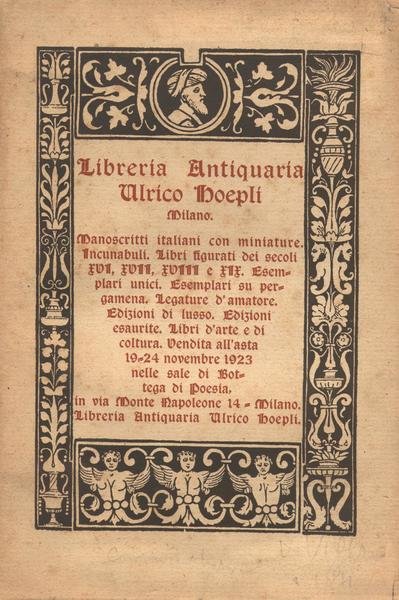 Libreria Antiquaria
Ulrico Hoepli
Milano.
Manoscritti italiani con miniature.
Incunabuli. Libri figurati dei secoli
XVI, XVII, XVIII e XIX. Esem-
plari unici. Esemplari su per-
gamena. Legature d'amatore.
Edizioni di lusso. Edizioni
esaurite. Libri d'arte e di
coltura. Vendita all'asta
19-24 novembre 1923
nelle sale di Bot-
tega di Poesia,
in via Monte Napoleone 14 - Milano.
Libreria Antiquaria Ulrico Hoepli.